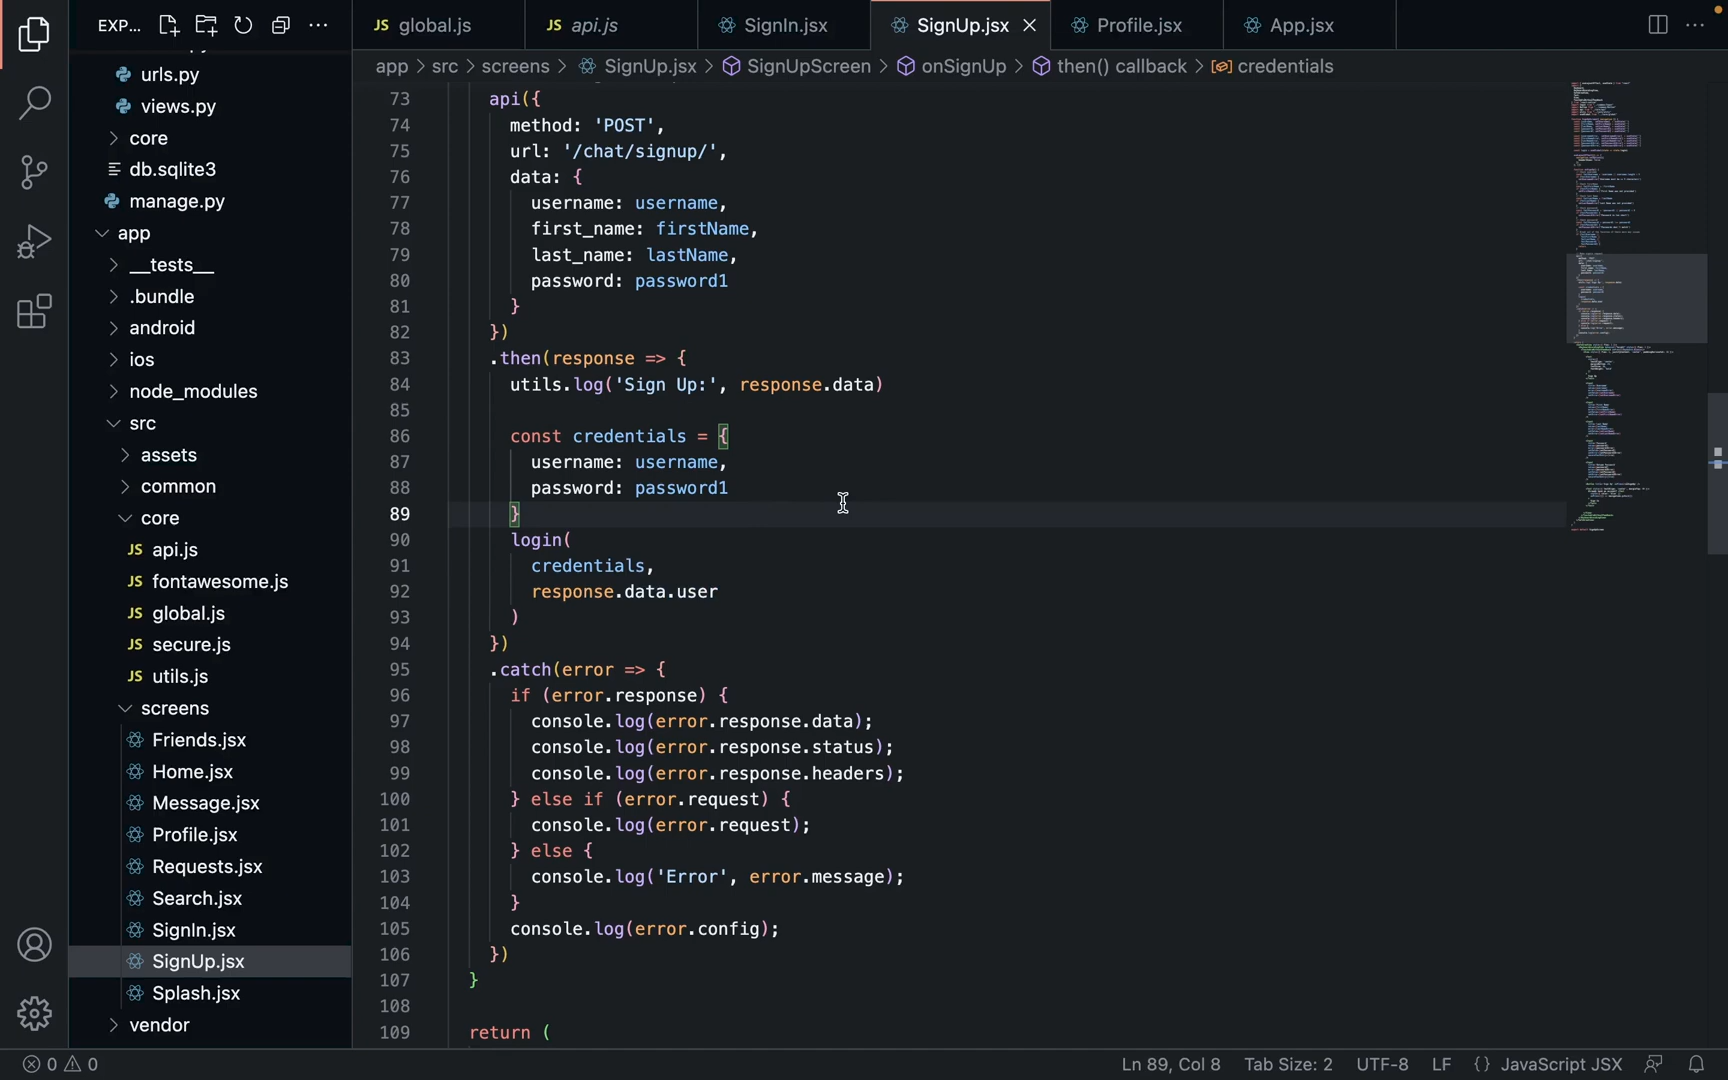 EXP...
urls.py
views.py
core
db.sqlite3
manage.py
app
__tests__
.bundle
android
ios
node_modules
src
assets
common
core
JS api.js
JS fontawesome.js
JS global.js
JS secure.js
JS utils.js
screens
Friends.jsx
Home.jsx
Message.jsx
Profile.jsx
Requests.jsx
Search.jsx
SignIn.jsx
SignUp.jsx
Splash.jsx
vendor
JS global.js JS api.js SignIn.jsx SignUp.jsx Profile.jsx App.jsx
app > src > screens > SignUp.jsx > SignUpScreen > onSignUp > then() callback > credentials
73 api({
74 method: 'POST',
75 url: '/chat/signup/',
76 data: {
77 username: username,
78 first_name: firstName,
79 last_name: lastName,
80 password: password1
81 }
82 })
83 .then(response => {
84 utils.log('Sign Up:', response.data)
85
86 const credentials = {
87 username: username,
88 password: password1
89 }
90 login(
91 credentials,
92 response.data.user
93 )
94 })
95 .catch(error => {
96 if (error.response) {
97 console.log(error.response.data);
98 console.log(error.response.status);
99 console.log(error.response.headers);
100 } else if (error.request) {
101 console.log(error.request);
102 } else {
103 console.log('Error', error.message);
104 }
105 console.log(error.config);
106 })
107 }
108
109 return (
0 0 Ln 89, Col 8 Tab Size: 2 UTF-8 LF {} JavaScript JSX